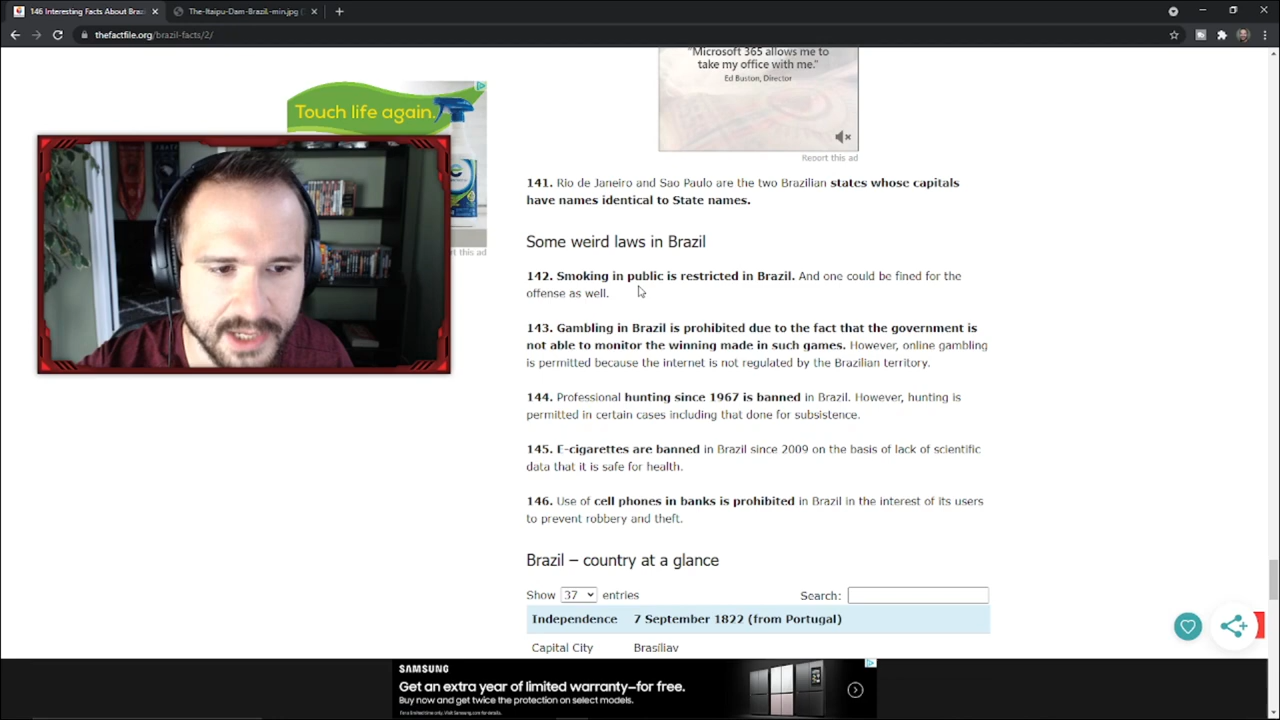 146 Interesting Facts About Braz
The-Itaipu-Dam-Brazil-min.jpg (
thefactfile.org/brazil-facts/2/
"Microsoft 365 allows me to
take my office with me."
Ed Buston, Director
Report this ad
Touch life again.
this ad
141. Rio de Janeiro and Sao Paulo are the two Brazilian states whose capitals
have names identical to State names.
Some weird laws in Brazil
142. Smoking in public is restricted in Brazil. And one could be fined for the
offense as well.
143. Gambling in Brazil is prohibited due to the fact that the government is
not able to monitor the winning made in such games. However, online gambling
is permitted because the internet is not regulated by the Brazilian territory.
144. Professional hunting since 1967 is banned in Brazil. However, hunting is
permitted in certain cases including that done for subsistence.
145. E-cigarettes are banned in Brazil since 2009 on the basis of lack of scientific
data that it is safe for health.
146. Use of cell phones in banks is prohibited in Brazil in the interest of its users
to prevent robbery and theft.
Brazil – country at a glance
Show 37 entries
Search:
Independence 7 September 1822 (from Portugal)
Capital City Brasíliav
SAMSUNG
Get an extra year of limited warranty–for free.
Buy now and get twice the protection on select models.